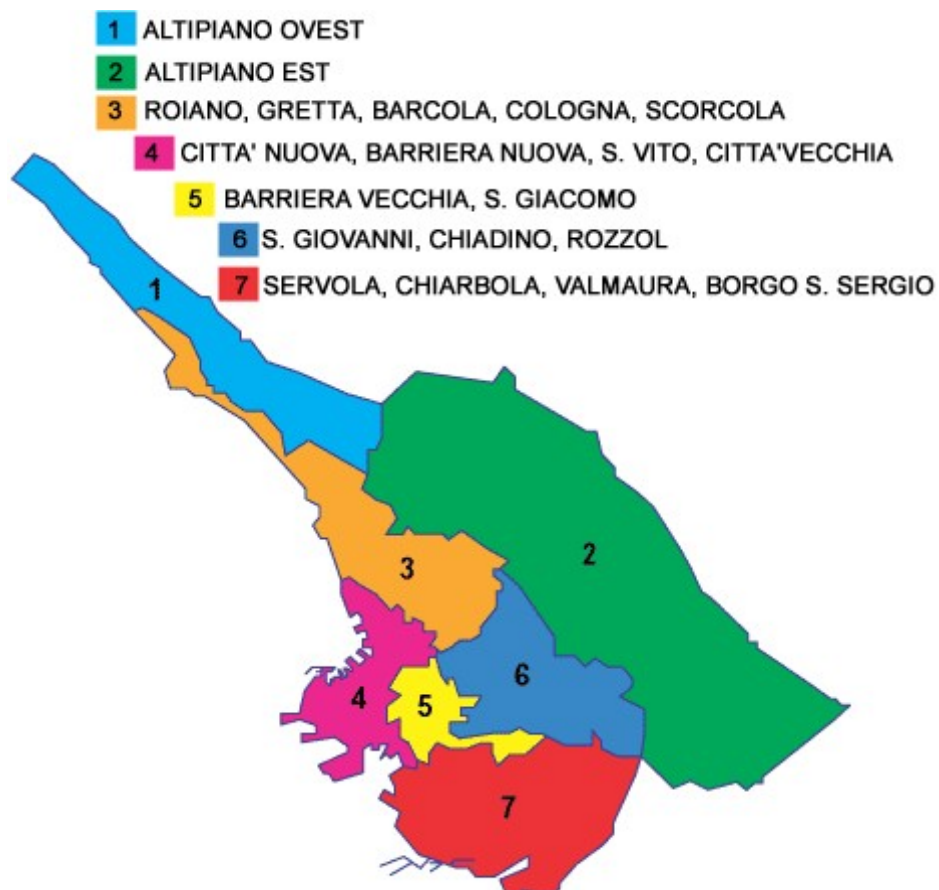 1 ALTIPIANO OVEST
2 ALTIPIANO EST
3 ROIANO, GRETTA, BARCOLA, COLOGNA, SCORCOLA
4 CITTA' NUOVA, BARRIERA NUOVA, S. VITO, CITTA'VECCHIA
5 BARRIERA VECCHIA, S. GIACOMO
6 S. GIOVANNI, CHIADINO, ROZZOL
7 SERVOLA, CHIARBOLA, VALMAURA, BORGO S. SERGIO
1
2
3
4
5
6
7